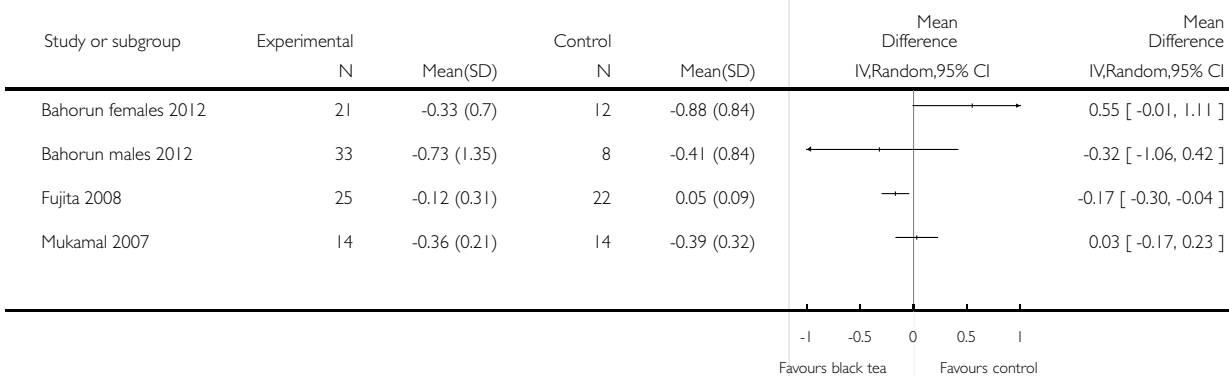 Mean Mean
Study or subgroup Experimental Control Difference Difference
N Mean(SD) N Mean(SD) IV,Random,95% CI IV,Random,95% CI
Bahorun females 2012 21 -0.33 (0.7) 12 -0.88 (0.84) 0.55 [ -0.01, 1.11 ]
Bahorun males 2012 33 -0.73 (1.35) 8 -0.41 (0.84) -0.32 [ -1.06, 0.42 ]
Fujita 2008 25 -0.12 (0.31) 22 0.05 (0.09) -0.17 [ -0.30, -0.04 ]
Mukamal 2007 14 -0.36 (0.21) 14 -0.39 (0.32) 0.03 [ -0.17, 0.23 ]
-1 -0.5 0 0.5 1
Favours black tea Favours control